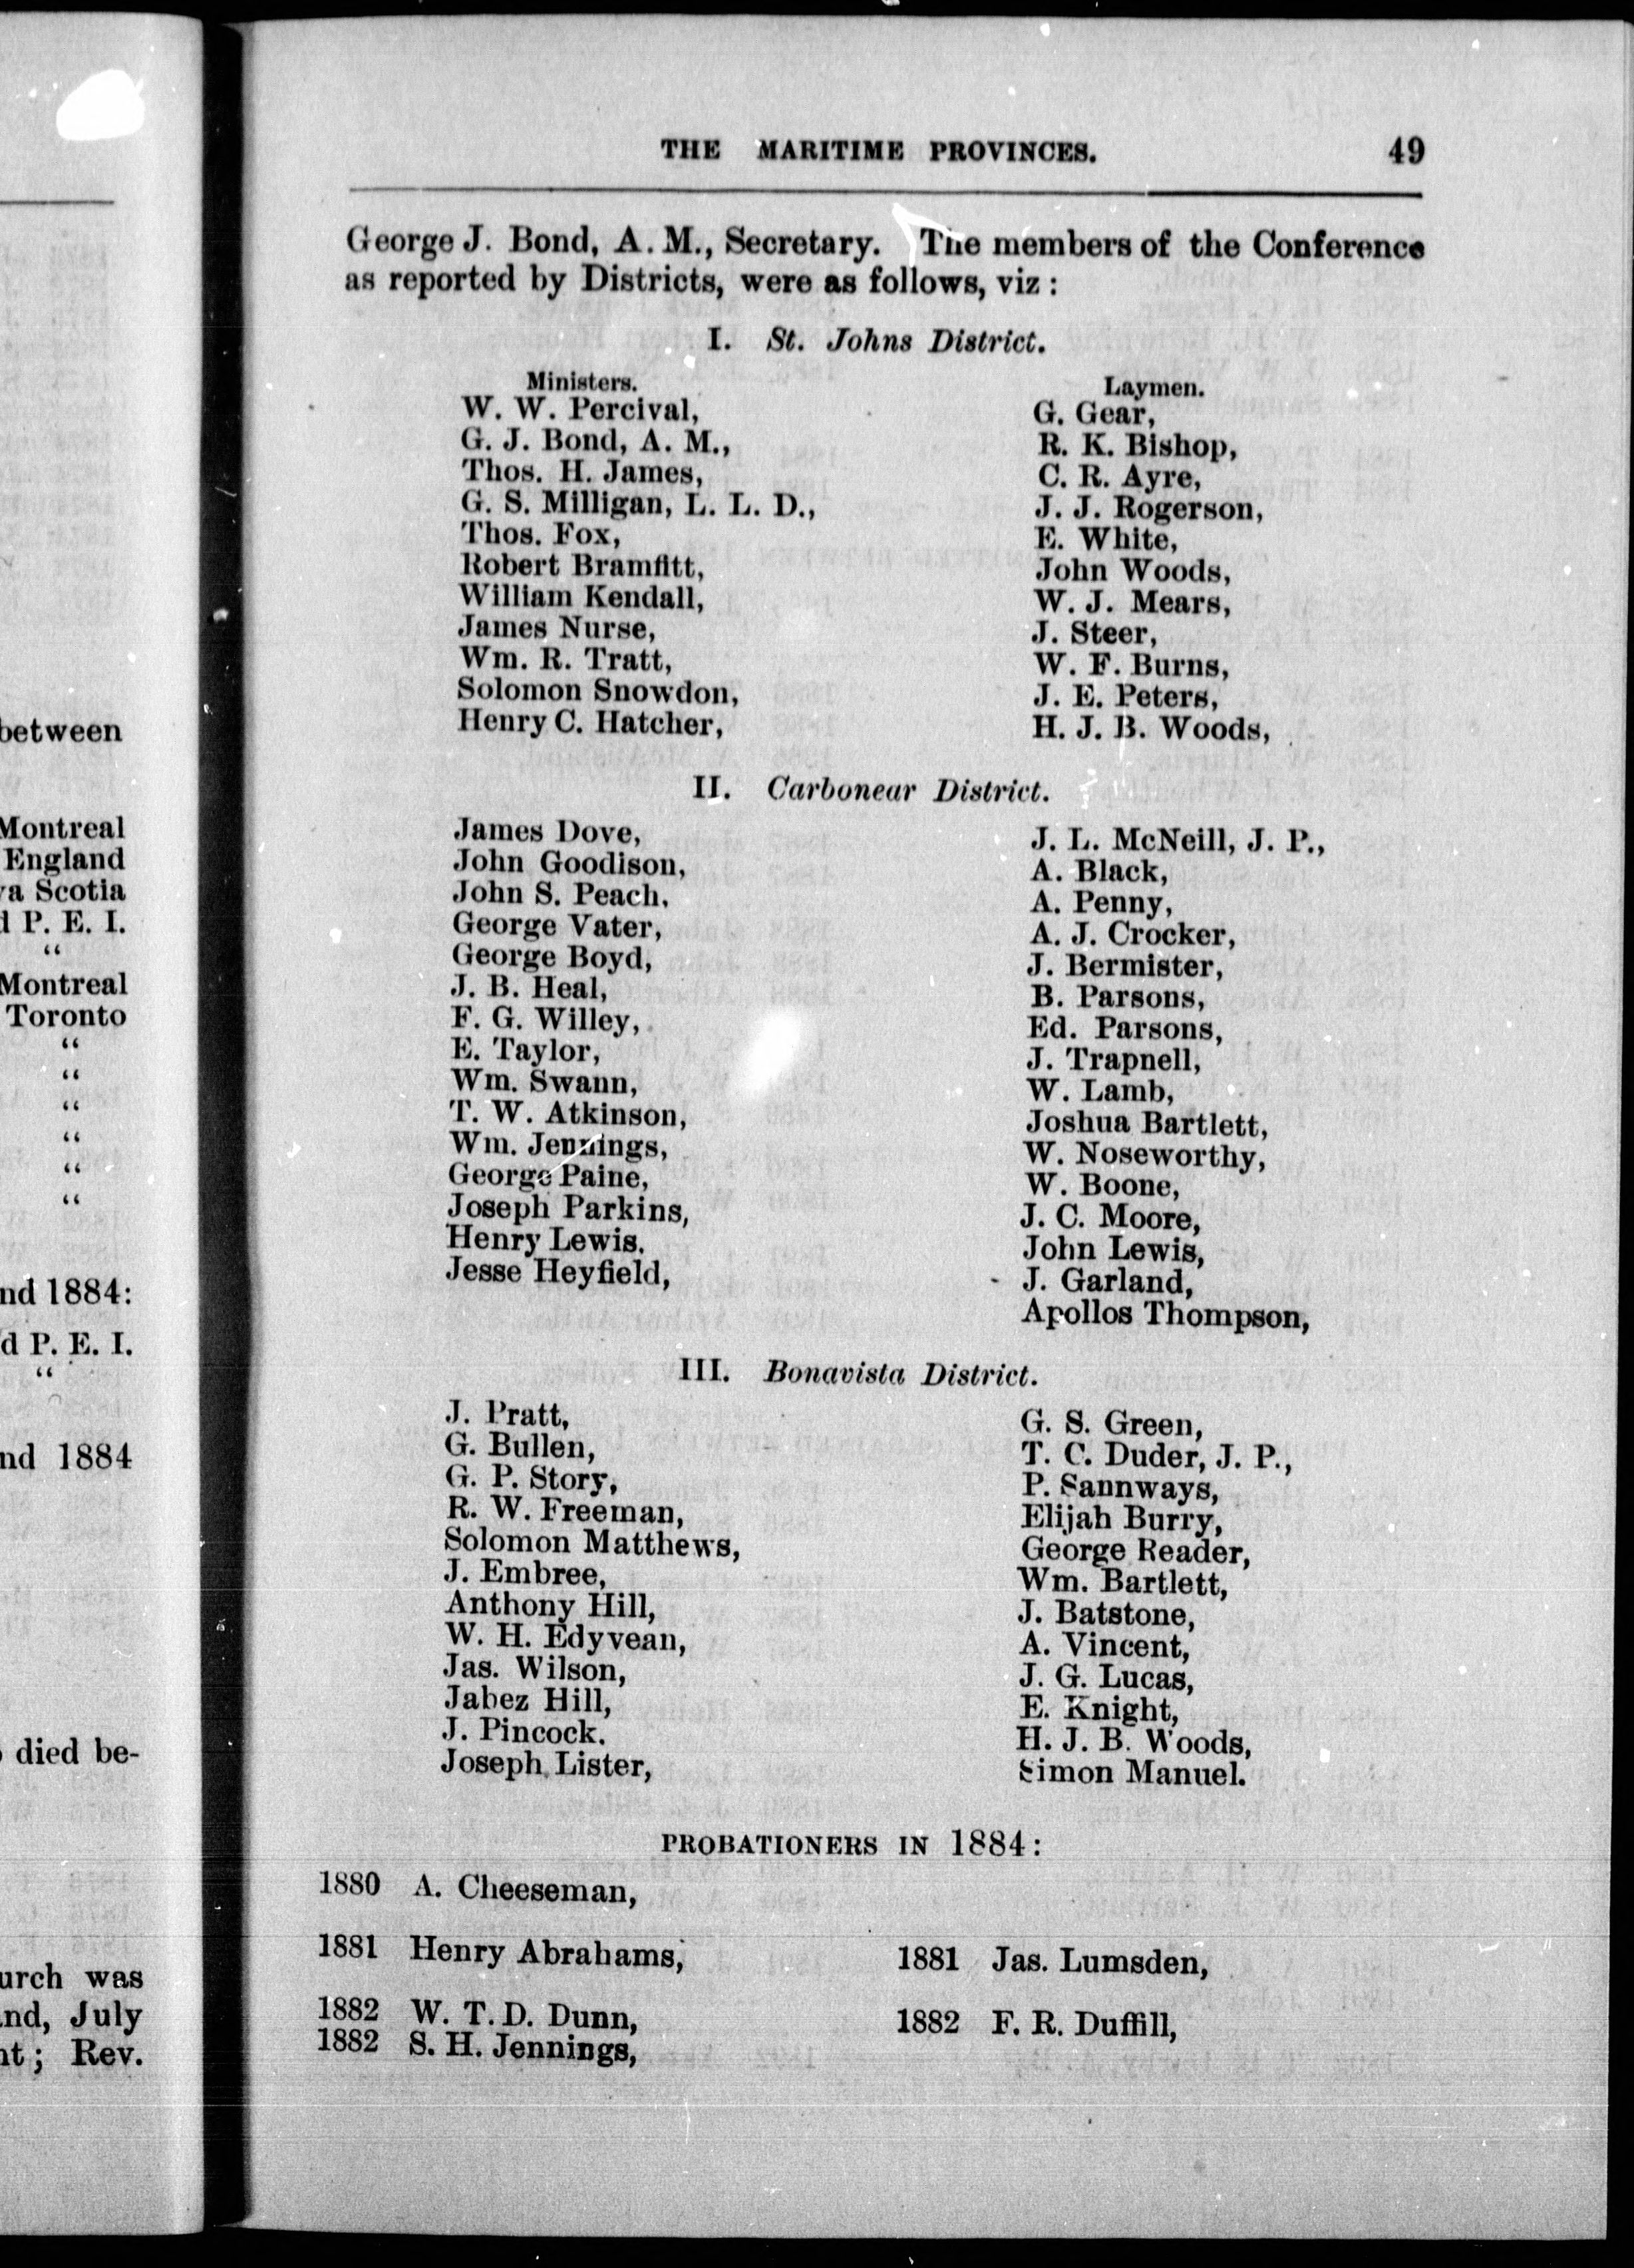 between
Montreal
England
va Scotia
d P. E. I.
"
Montreal
Toronto
"
"
"
"
"
"
nd 1884:
d P. E. I.
"
nd 1884
died be-
urch was
and, July
nt; Rev.
THE MARITIME PROVINCES. 49
George J. Bond, A. M., Secretary. The members of the Conference
as reported by Districts, were as follows, viz:
I. St. Johns District.
Ministers.
W. W. Percival,
G. J. Bond, A. M.,
Thos. H. James,
G. S. Milligan, L. L. D.,
Thos. Fox,
Robert Bramfitt,
William Kendall,
James Nurse,
Wm. R. Tratt,
Solomon Snowdon,
Henry C. Hatcher,
Laymen.
G. Gear,
R. K. Bishop,
C. R. Ayre,
J. J. Rogerson,
E. White,
John Woods,
W. J. Mears,
J. Steer,
W. F. Burns,
J. E. Peters,
H. J. B. Woods,
II. Carbonear District.
James Dove,
John Goodison,
John S. Peach,
George Vater,
George Boyd,
J. B. Heal,
F. G. Willey,
E. Taylor,
Wm. Swann,
T. W. Atkinson,
Wm. Jennings,
George Paine,
Joseph Parkins,
Henry Lewis.
Jesse Heyfield,
J. L. McNeill, J. P.,
A. Black,
A. Penny,
A. J. Crocker,
J. Bermister,
B. Parsons,
Ed. Parsons,
J. Trapnell,
W. Lamb,
Joshua Bartlett,
W. Noseworthy,
W. Boone,
J. C. Moore,
John Lewis,
J. Garland,
Apollos Thompson,
III. Bonavista District.
J. Pratt,
G. Bullen,
G. P. Story,
R. W. Freeman,
Solomon Matthews,
J. Embree,
Anthony Hill,
W. H. Edyvean,
Jas. Wilson,
Jabez Hill,
J. Pincock.
Joseph Lister,
G. S. Green,
T. C. Duder, J. P.,
P. Sannways,
Elijah Burry,
George Reader,
Wm. Bartlett,
J. Batstone,
A. Vincent,
J. G. Lucas,
E. Knight,
H. J. B. Woods,
Simon Manuel.
PROBATIONERS IN 1884:
1880 A. Cheeseman,
1881 Henry Abrahams, 1881 Jas. Lumsden,
1882 W. T. D. Dunn, 1882 F. R. Duffill,
1882 S. H. Jennings,